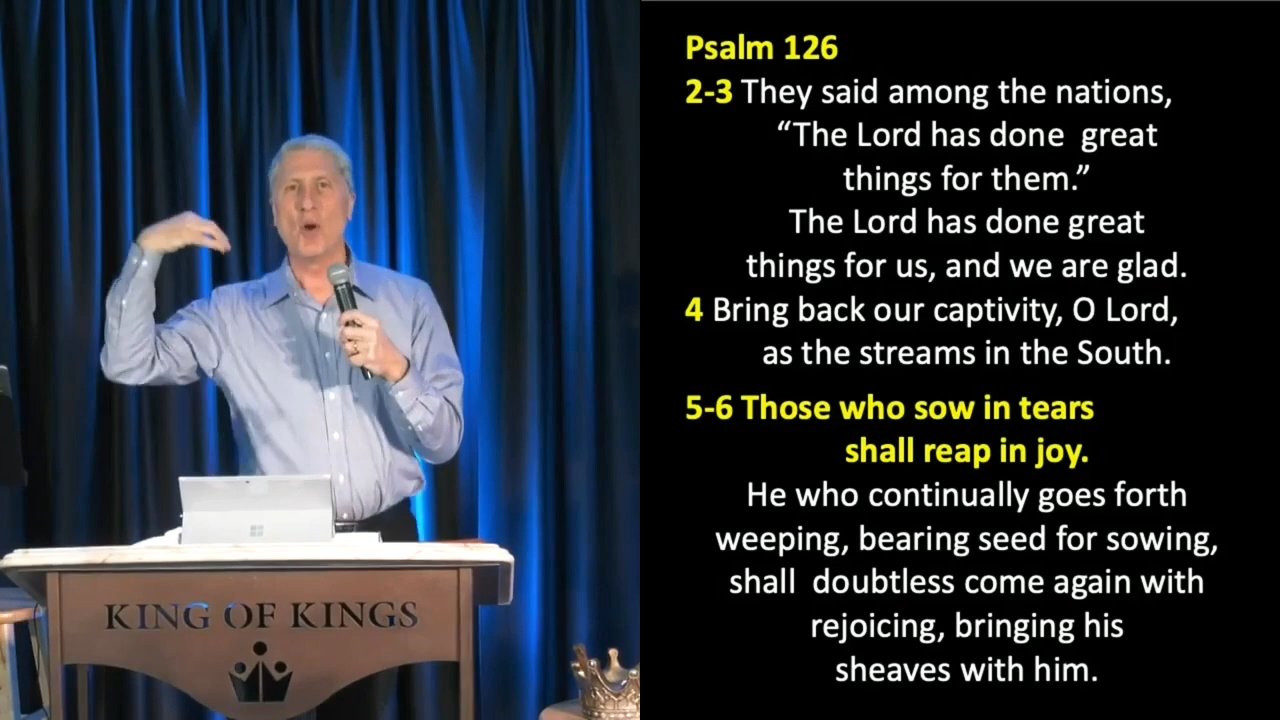 Psalm 126
2-3 They said among the nations,
“The Lord has done  great
things for them.”
The Lord has done great
things for us, and we are glad.
4 Bring back our captivity, O Lord,
as the streams in the South.
5-6 Those who sow in tears
shall reap in joy.
He who continually goes forth
weeping, bearing seed for sowing,
shall  doubtless come again with
rejoicing, bringing his
sheaves with him.
KING OF KINGS